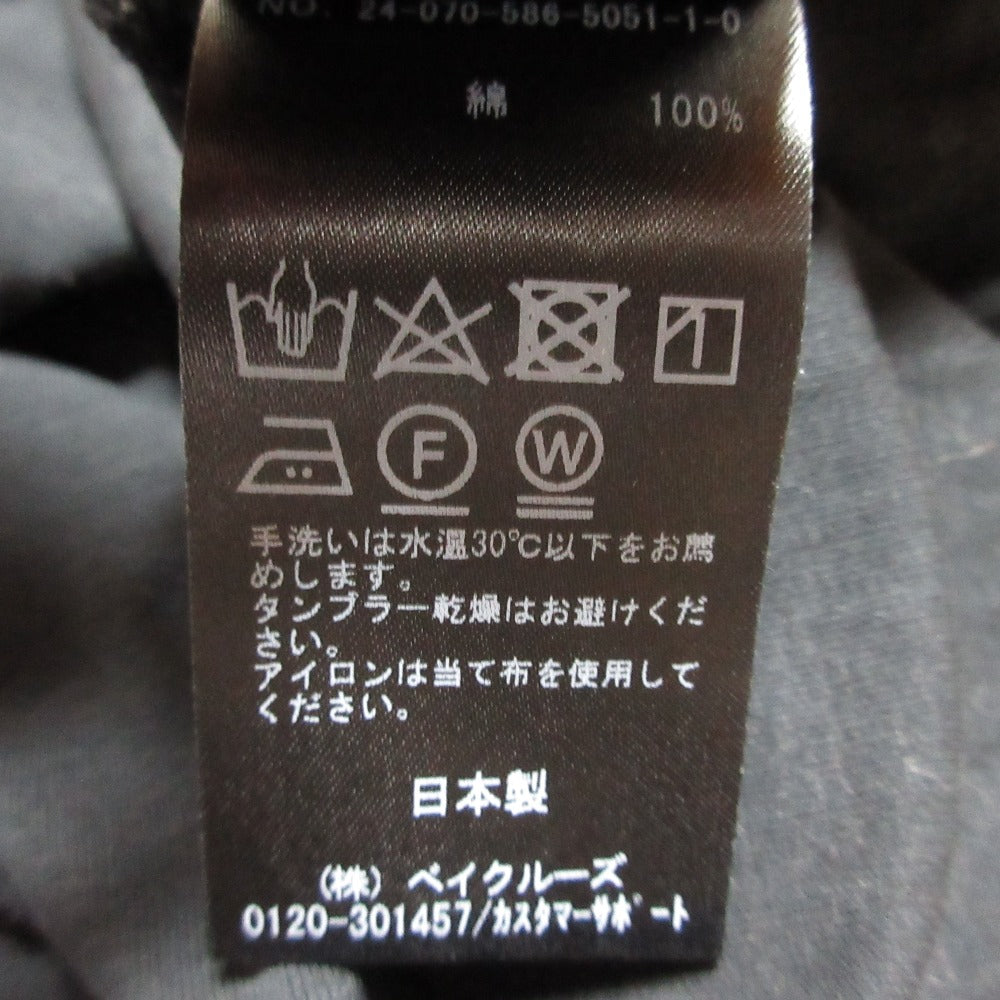 NO. 24-070-586-5051-1-0
綿 100%
F W
手洗いは水温30℃以下をお薦
めします。
タンブラー乾燥はお避けくだ
さい。
アイロンは当て布を使用して
ください。
日本製
(株) ベイクルーズ
0120-301457/カスタマーサポート